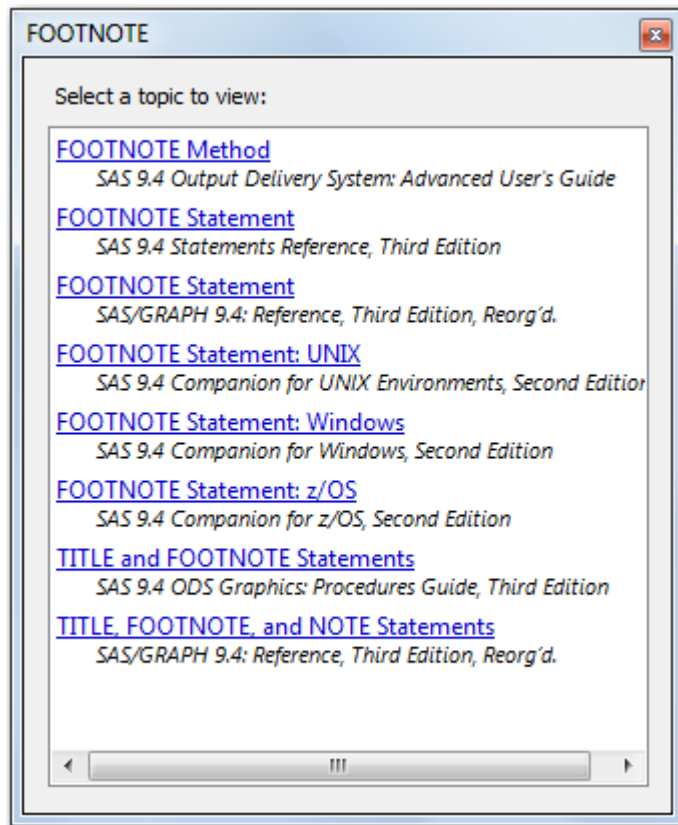 FOOTNOTE
Select a topic to view:
FOOTNOTE Method
SAS 9.4 Output Delivery System: Advanced User's Guide
FOOTNOTE Statement
SAS 9.4 Statements Reference, Third Edition
FOOTNOTE Statement
SAS/GRAPH 9.4: Reference, Third Edition, Reorg'd.
FOOTNOTE Statement: UNIX
SAS 9.4 Companion for UNIX Environments, Second Edition
FOOTNOTE Statement: Windows
SAS 9.4 Companion for Windows, Second Edition
FOOTNOTE Statement: z/OS
SAS 9.4 Companion for z/OS, Second Edition
TITLE and FOOTNOTE Statements
SAS 9.4 ODS Graphics: Procedures Guide, Third Edition
TITLE, FOOTNOTE, and NOTE Statements
SAS/GRAPH 9.4: Reference, Third Edition, Reorg'd.